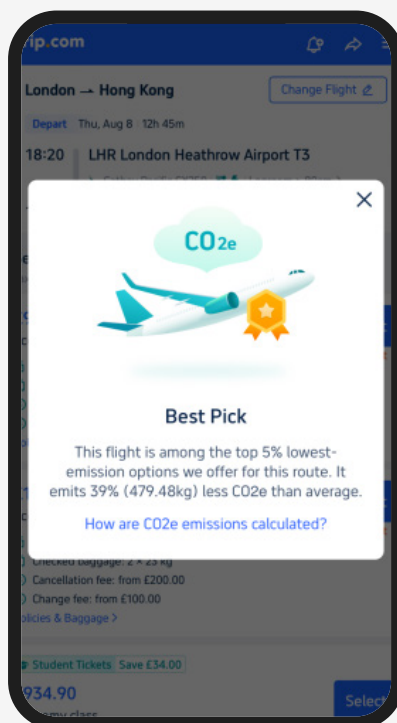 rip.com
London → Hong Kong
Change Flight
Depart Thu, Aug 8 12h 45m
18:20 LHR London Heathrow Airport T3
CO2e
Best Pick
This flight is among the top 5% lowest-
emission options we offer for this route. It
emits 39% (479.48kg) less CO2e than average.
How are CO2e emissions calculated?
Checked baggage: 2 × 23 kg
Cancellation fee: from £200.00
Change fee: from £100.00
olicies & Baggage >
Student Tickets Save £34.00
934.90
Select
omy class